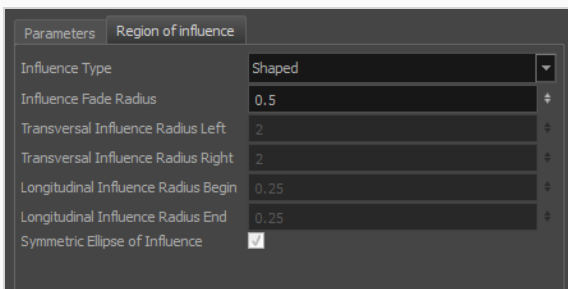 Parameters Region of influence
Influence Type Shaped
Influence Fade Radius 0.5
Transversal Influence Radius Left 2
Transversal Influence Radius Right 2
Longitudinal Influence Radius Begin 0.25
Longitudinal Influence Radius End 0.25
Symmetric Ellipse of Influence